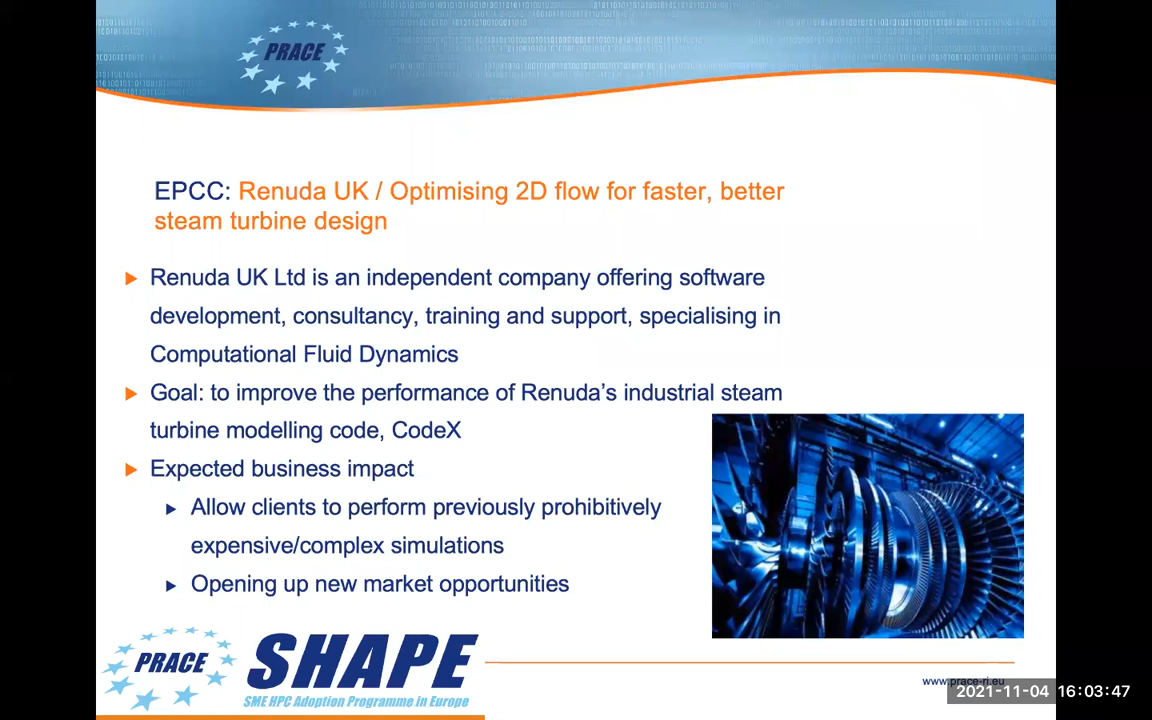 PRACE
EPCC: Renuda UK / Optimising 2D flow for faster, better
steam turbine design
Renuda UK Ltd is an independent company offering software
development, consultancy, training and support, specialising in
Computational Fluid Dynamics
Goal: to improve the performance of Renuda’s industrial steam
turbine modelling code, CodeX
Expected business impact
Allow clients to perform previously prohibitively
expensive/complex simulations
Opening up new market opportunities
PRACE
SHAPE
SME HPC Adoption Programme in Europe
www.prace-ri.eu
2021-11-04 16:03:47